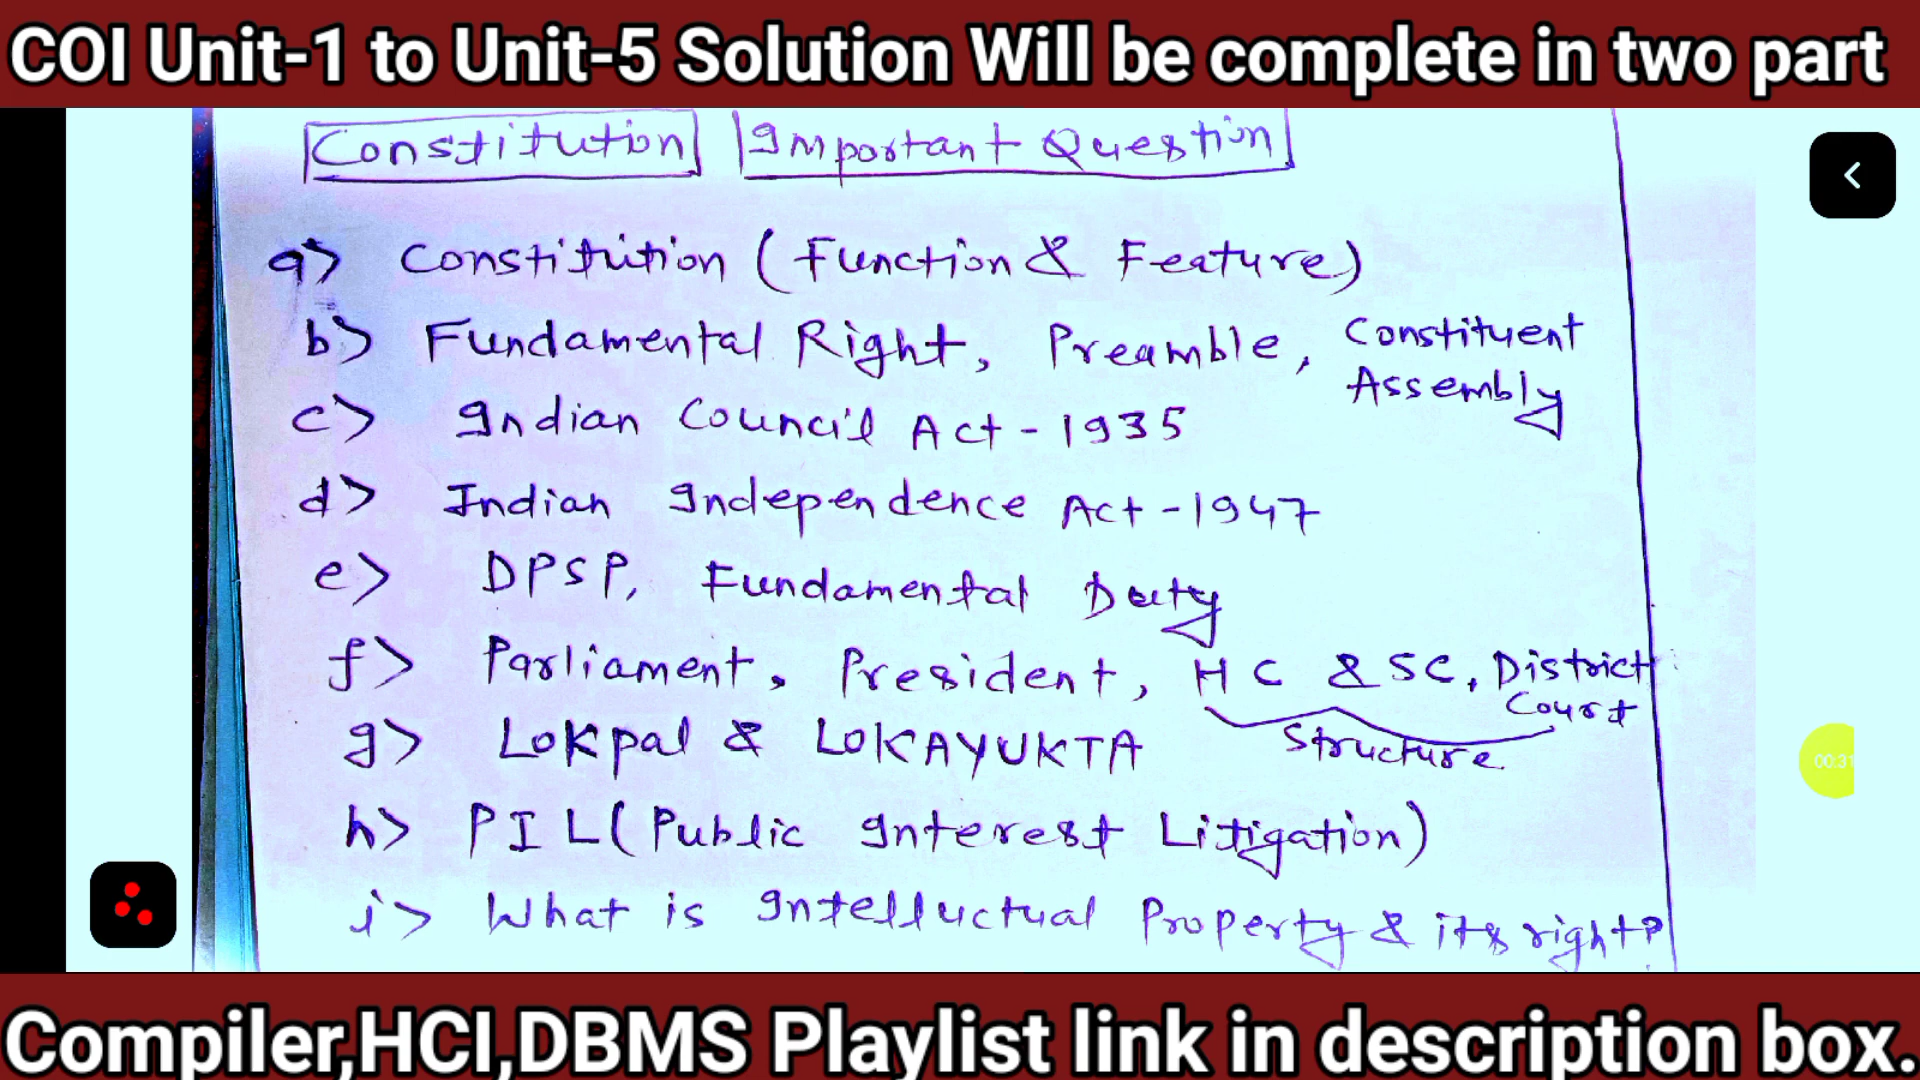 COI Unit-1 to Unit-5 Solution Will be complete in two part
Constitution Important Question
a> Constitution (Function & Feature)
b> Fundamental Right, Preamble, Constituent
Assembly
c> Indian Council Act - 1935
d> Indian Independence Act - 1947
e> DPSP, Fundamental Duty
f> Parliament, President, HC & SC, District
Court
Structure
g> Lokpal & LOKAYUKTA
h> PIL (Public Interest Litigation)
i> What is Intelluctual Property & its right?
00:31
Compiler,HCI,DBMS Playlist link in description box.